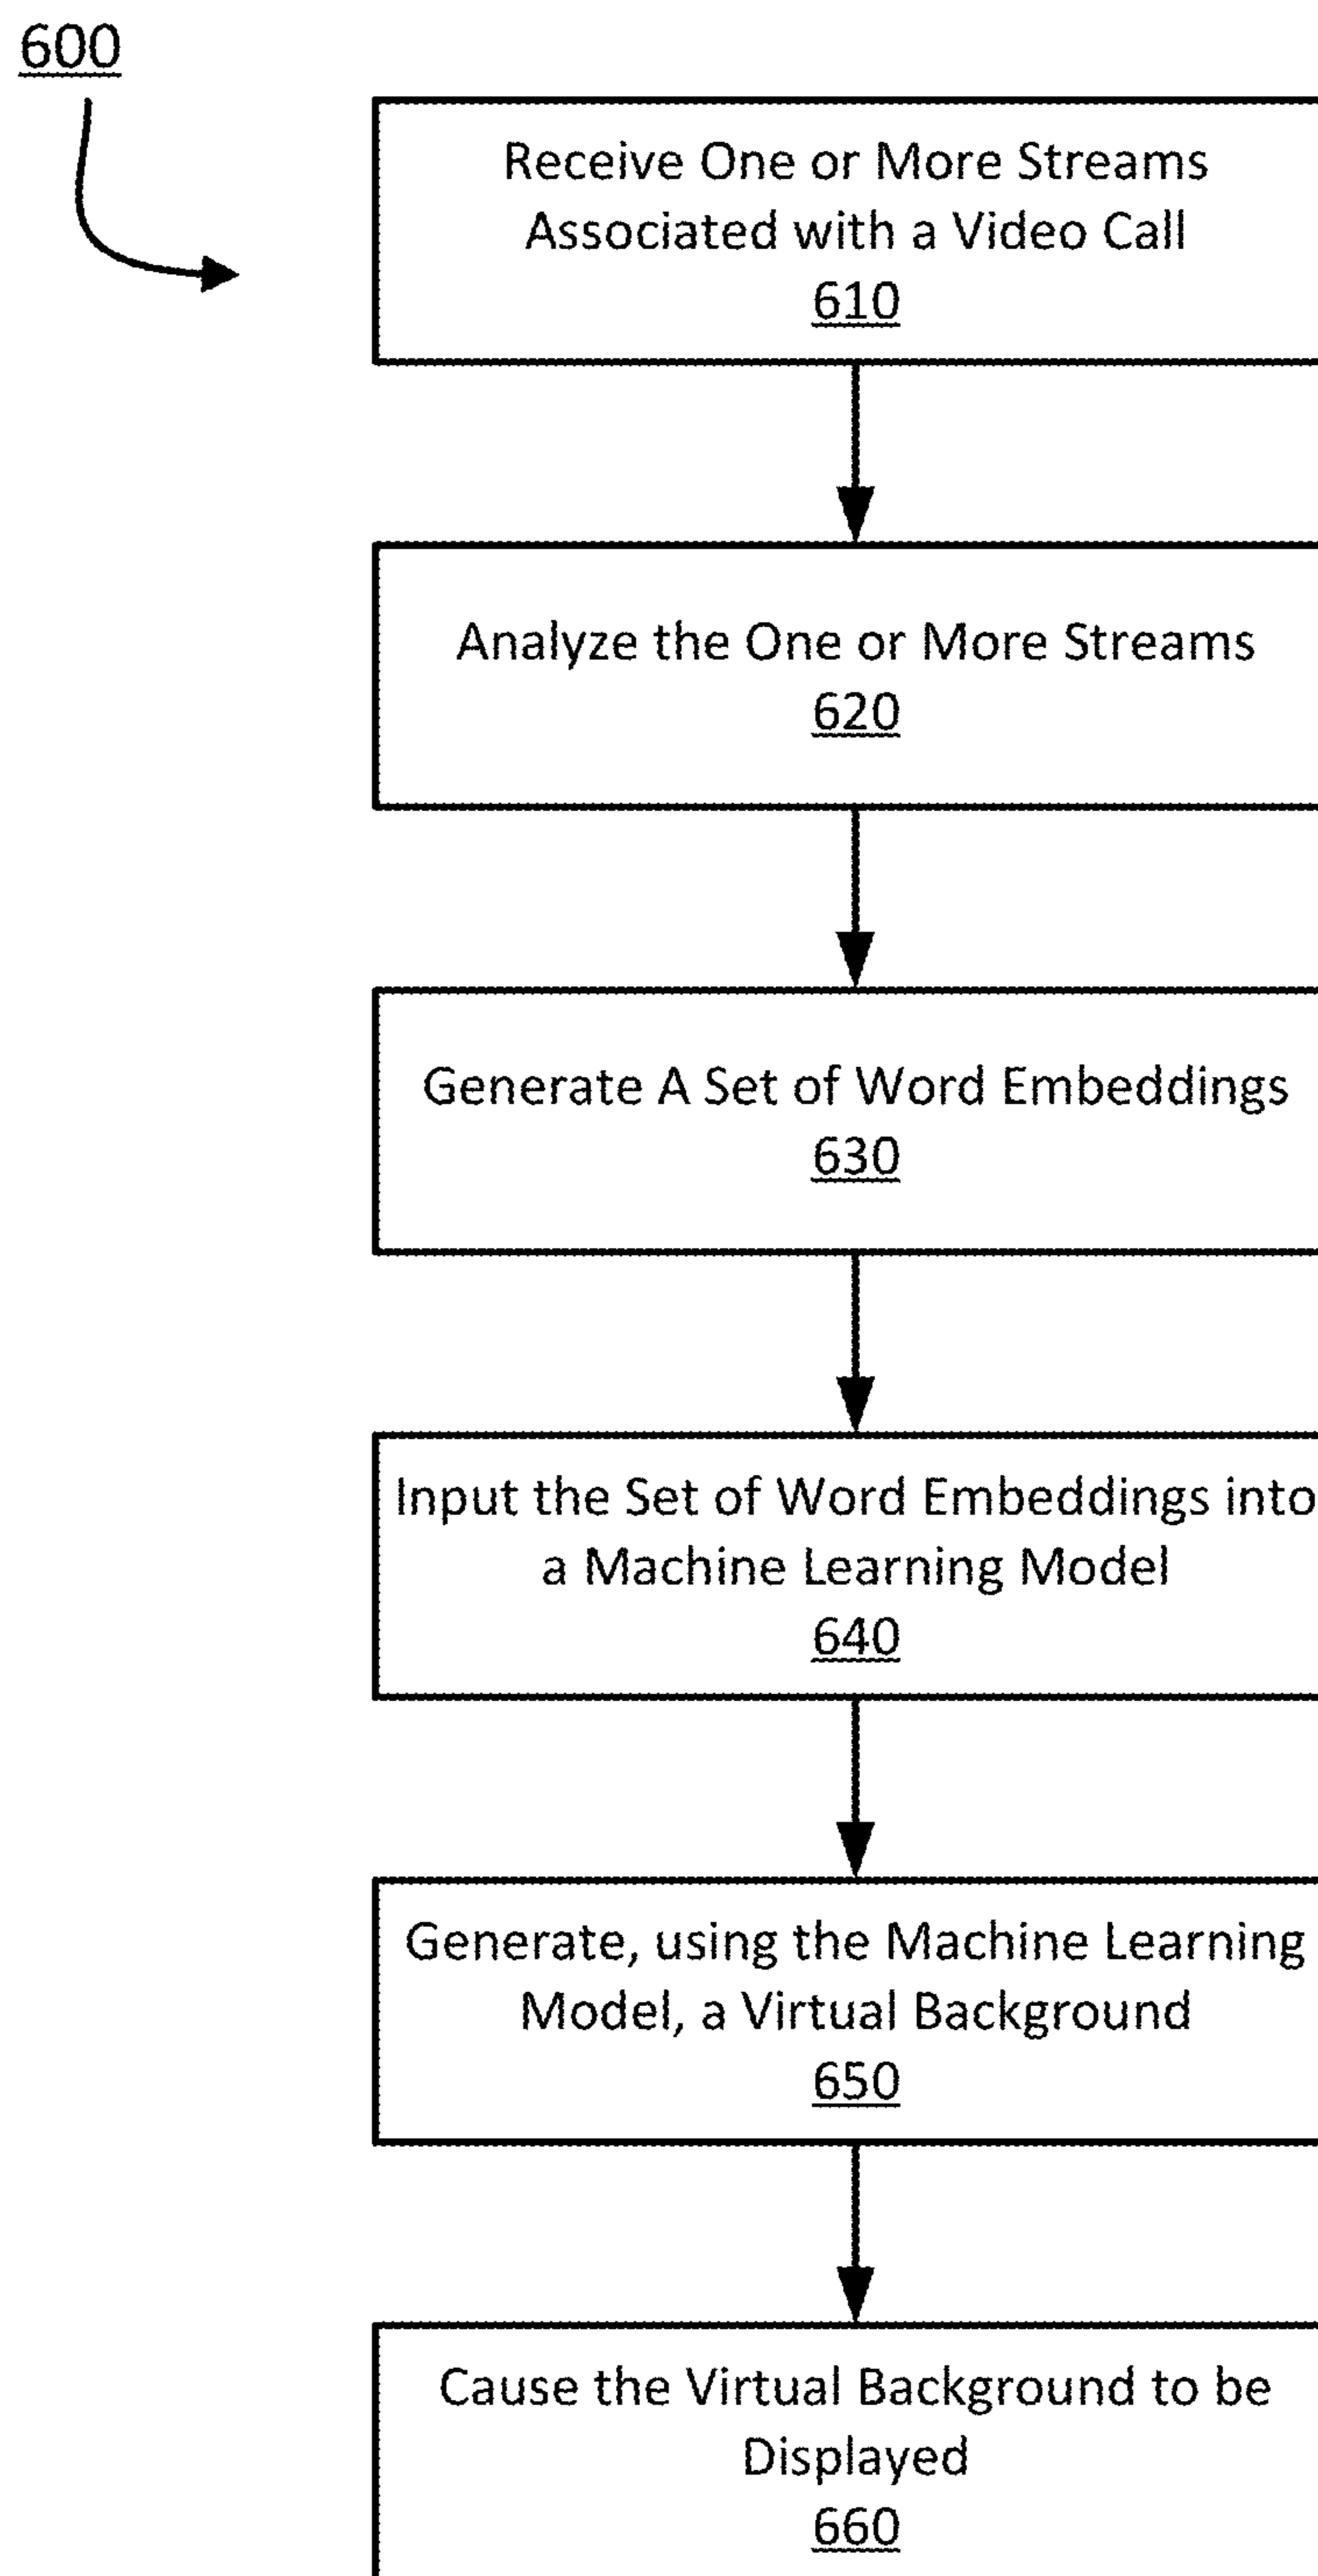 600
Receive One or More Streams
Associated with a Video Call
610
Analyze the One or More Streams
620
Generate A Set of Word Embeddings
630
Input the Set of Word Embeddings into
a Machine Learning Model
640
Generate, using the Machine Learning
Model, a Virtual Background
650
Cause the Virtual Background to be
Displayed
660